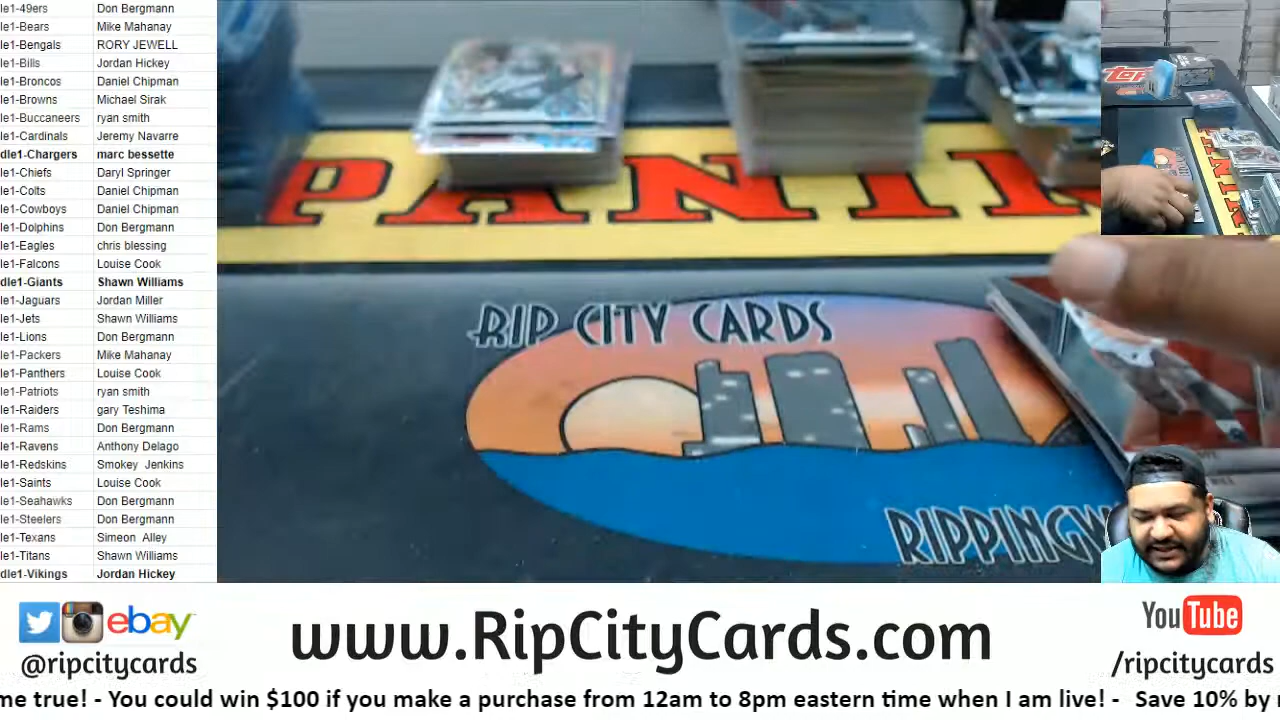 le1-49ers Don Bergmann
le1-Bears Mike Mahanay
le1-Bengals RORY JEWELL
le1-Bills Jordan Hickey
le1-Broncos Daniel Chipman
le1-Browns Michael Sirak
le1-Buccaneers ryan smith
le1-Cardinals Jeremy Navarre
dle1-Chargers marc bessette
le1-Chiefs Daryl Springer
le1-Colts Daniel Chipman
le1-Cowboys Daniel Chipman
le1-Dolphins Don Bergmann
le1-Eagles chris blessing
le1-Falcons Louise Cook
dle1-Giants Shawn Williams
le1-Jaguars Jordan Miller
le1-Jets Shawn Williams
le1-Lions Don Bergmann
le1-Packers Mike Mahanay
le1-Panthers Louise Cook
le1-Patriots ryan smith
le1-Raiders gary Teshima
le1-Rams Don Bergmann
le1-Ravens Anthony Delago
le1-Redskins Smokey Jenkins
le1-Saints Louise Cook
le1-Seahawks Don Bergmann
le1-Steelers Don Bergmann
le1-Texans Simeon Alley
le1-Titans Shawn Williams
dle1-Vikings Jordan Hickey
PANIN
RIP CITY CARDS
RIPPINGW
ebay
@ripcitycards
www.RipCityCards.com
YouTube
/ripcitycards
me true! - You could win $100 if you make a purchase from 12am to 8pm eastern time when I am live! - Save 10% by